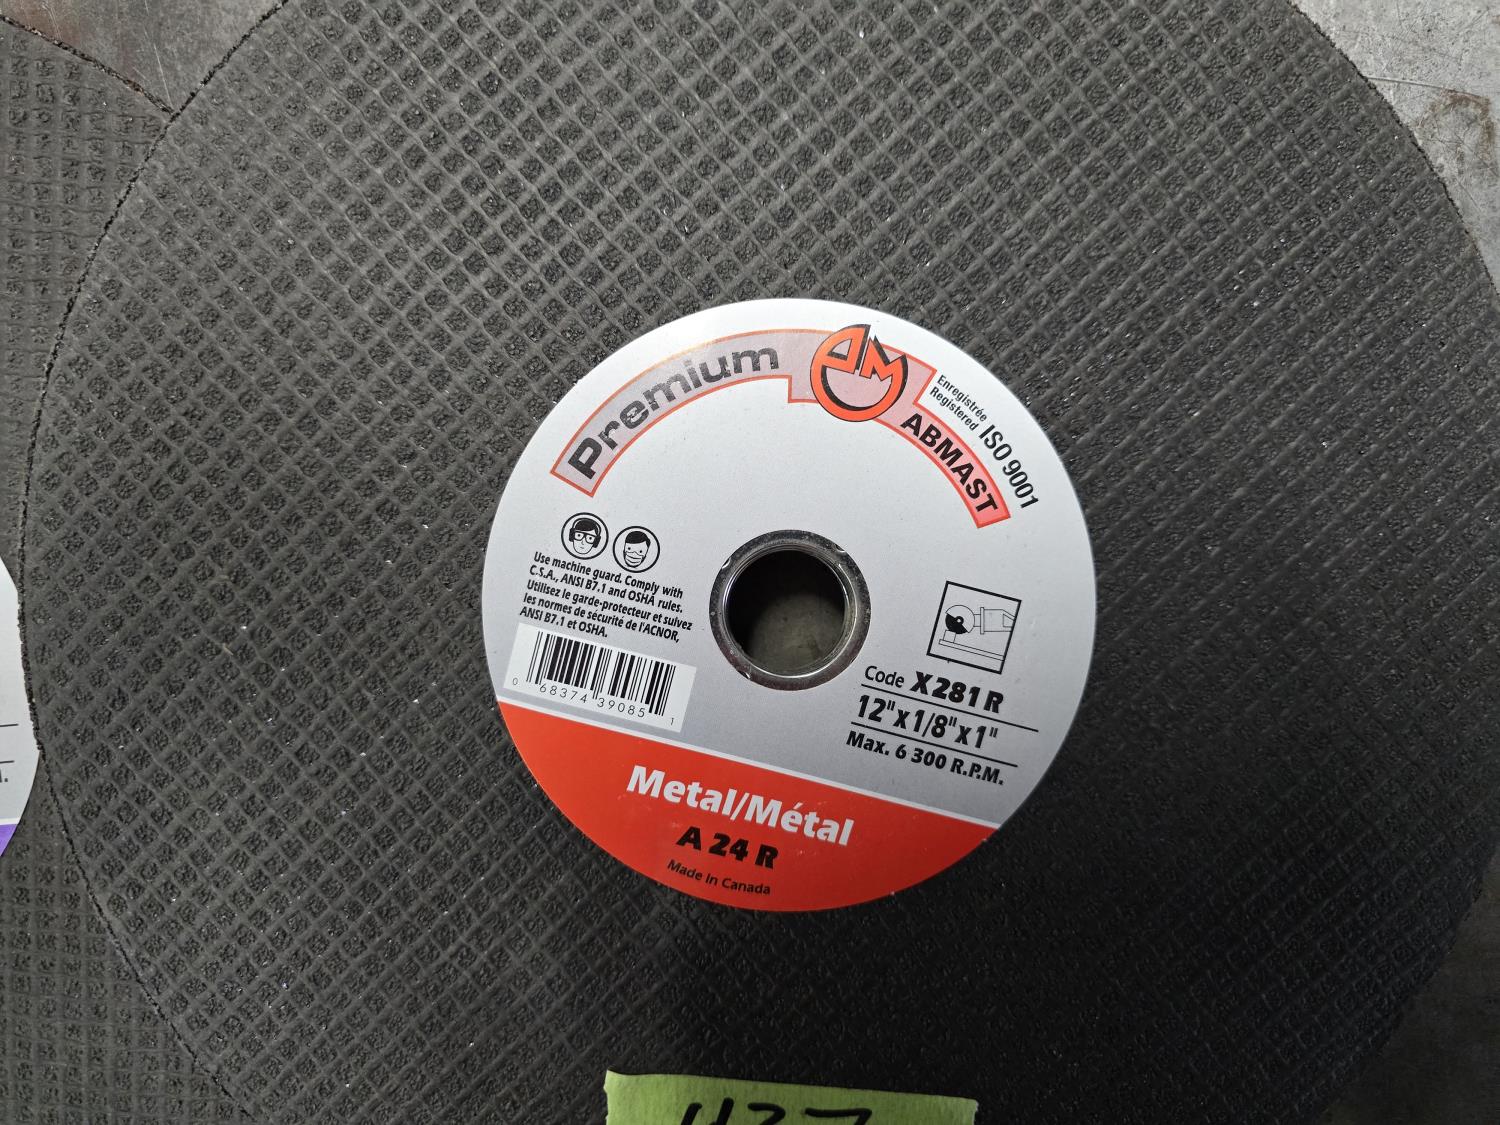 Premium
ABMAST
Enregistrée
Registered
ISO 9001
Use machine guard. Comply with
C.S.A., ANSI B7.1 and OSHA rules.
Utilisez le garde-protecteur et suivez
les normes de sécurité de l'ACNOR,
ANSI B7.1 et OSHA.
0 68374 39085 1
Code X281R
12"x1/8"x1"
Max. 6 300 R.P.M.
Metal/Métal
A 24 R
Made in Canada